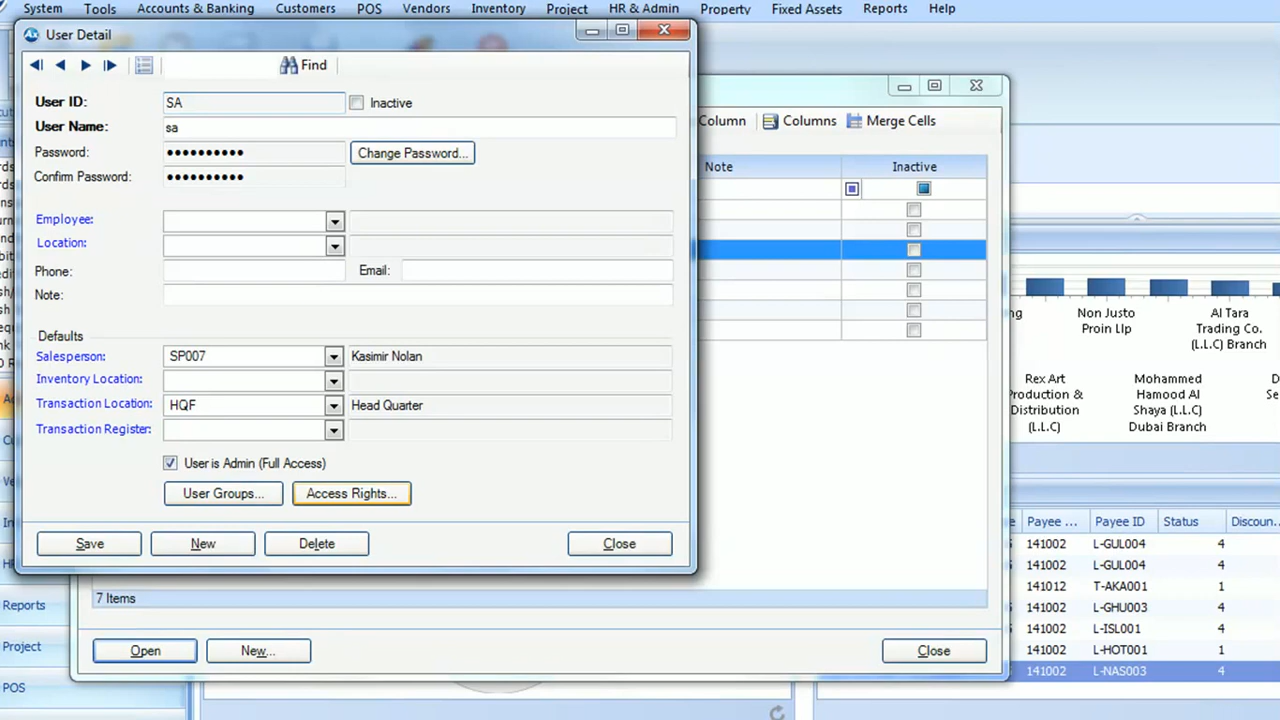 System Tools Accounts & Banking Customers POS Vendors Inventory Project HR & Admin Property Fixed Assets Reports Help
User Detail
Find
User ID: SA Inactive
User Name: sa
Password: ●●●●●●●●●● Change Password...
Confirm Password: ●●●●●●●●●●
Employee:
Location:
Phone: Email:
Note:
Defaults
Salesperson: SP007 Kasimir Nolan
Inventory Location:
Transaction Location: HQF Head Quarter
Transaction Register:
User is Admin (Full Access)
User Groups... Access Rights...
Save New Delete Close
Column Columns Merge Cells
Note Inactive
7 Items
Open New... Close
Non Justo
Proin Llp
Al Tara
Trading Co.
(L.L.C) Branch
Rex Art
Production &
Distribution
(L.L.C)
Mohammed
Hamood Al
Shaya (L.L.C)
Dubai Branch
Payee ... Payee ID Status Discoun...
141002 L-GUL004 4
141002 L-GUL004 4
141012 T-AKA001 1
141002 L-GHU003 4
141002 L-ISL001 4
141002 L-HOT001 1
141002 L-NAS003 4
Reports
Project
POS